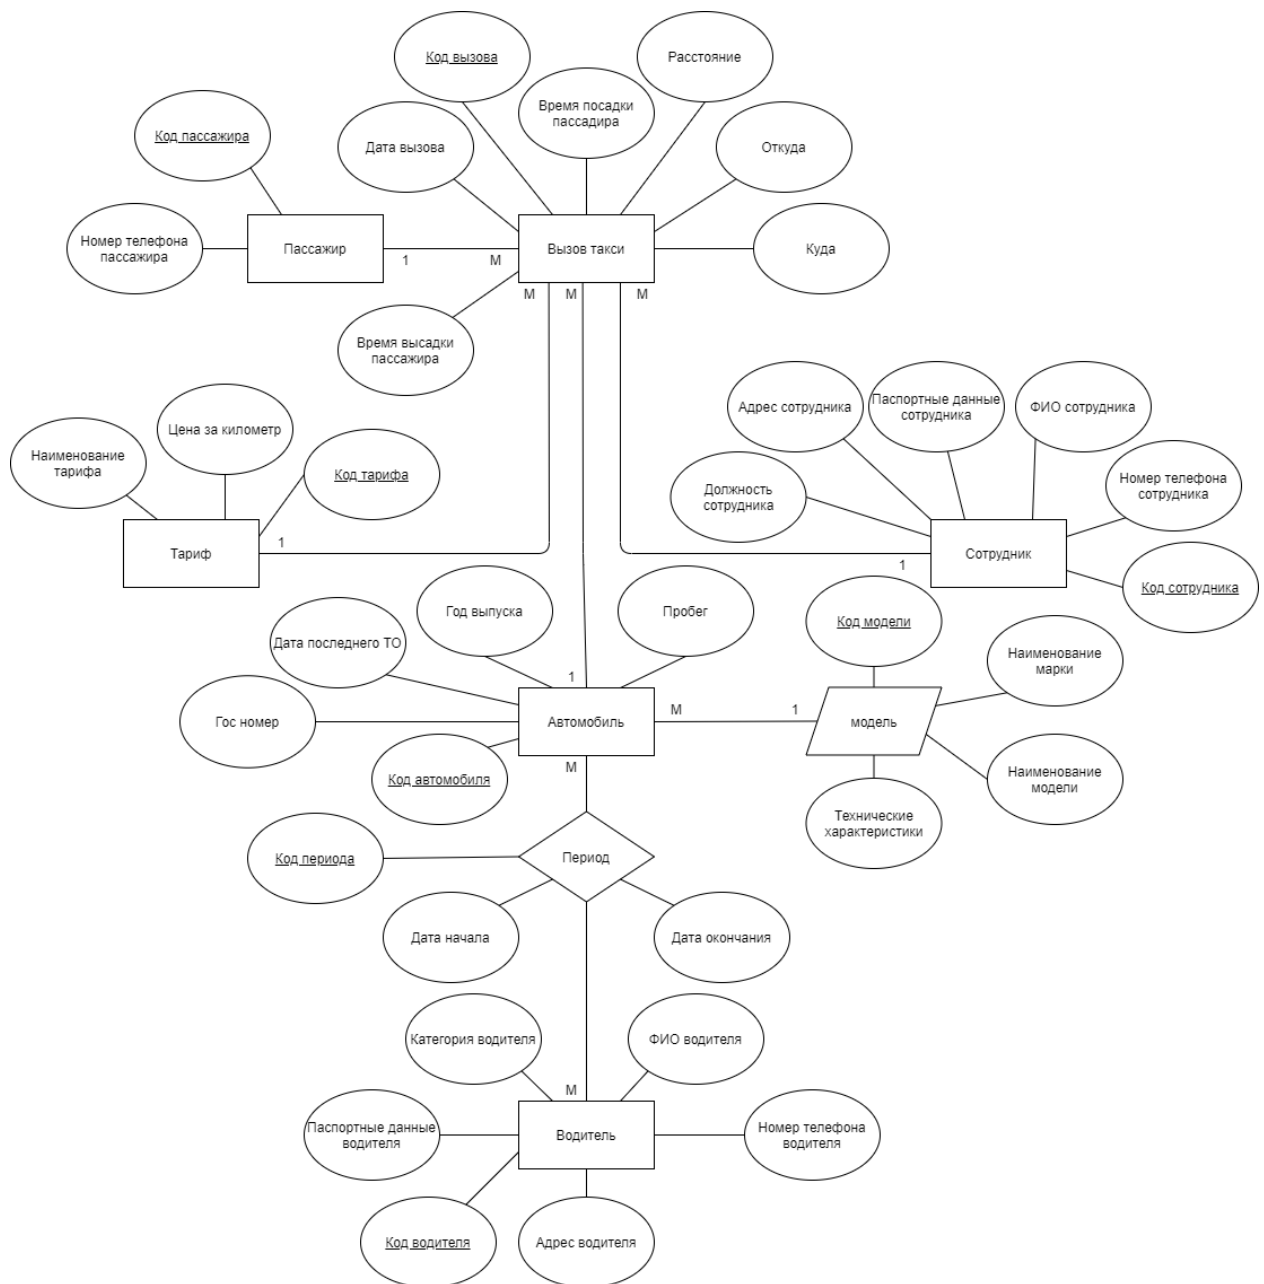 Код вызова
Расстояние
Время посадки
пассадира
Код пассажира
Дата вызова
Откуда
Номер телефона
пассажира
Пассажир
1
М
Вызов такси
Куда
М
М
М
Время высадки
пассажира
Адрес сотрудника
Паспортные данные
сотрудника
ФИО сотрудника
Цена за километр
Наименование
тарифа
Код тарифа
Должность
сотрудника
Номер телефона
сотрудника
Тариф
1
1
Сотрудник
Код сотрудника
Год выпуска
Пробег
Код модели
Дата последнего ТО
Наименование
марки
1
Гос номер
Автомобиль
М
1
модель
Код автомобиля
М
Наименование
модели
Технические
характеристики
Код периода
Период
Дата начала
Дата окончания
Категория водителя
ФИО водителя
М
Паспортные данные
водителя
Водитель
Номер телефона
водителя
Код водителя
Адрес водителя